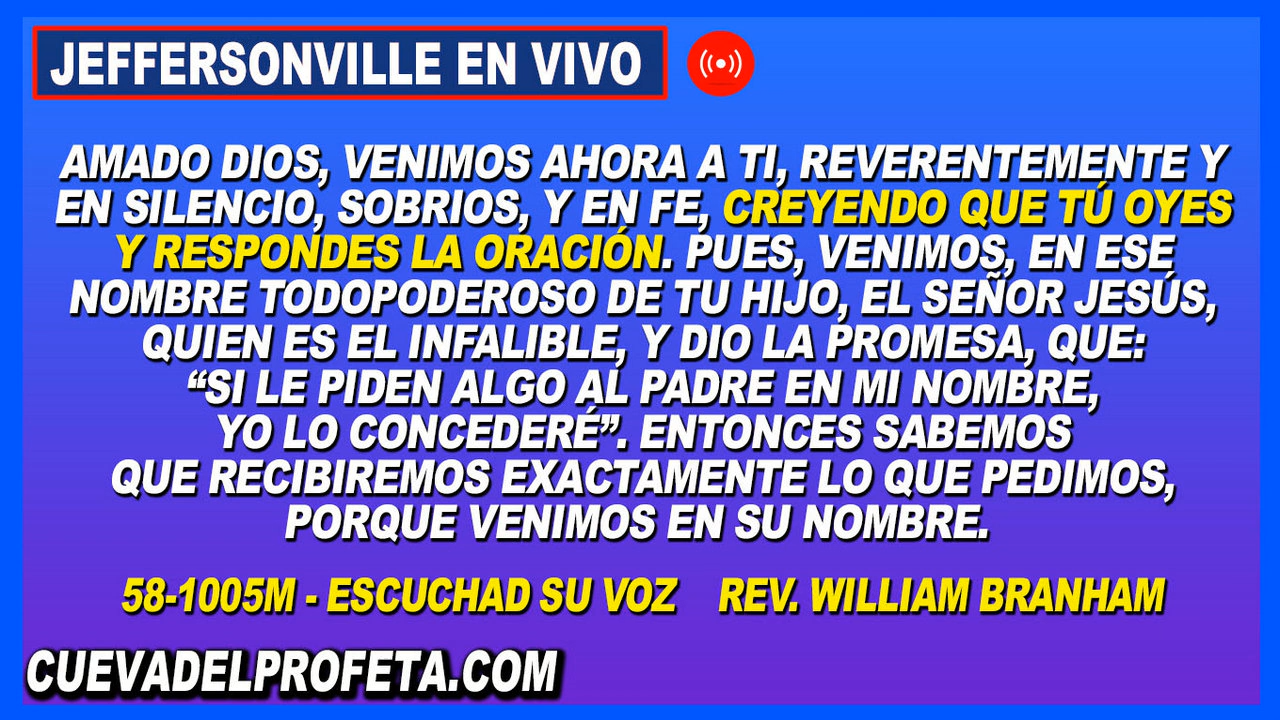 JEFFERSONVILLE EN VIVO
AMADO DIOS, VENIMOS AHORA A TI, REVERENTEMENTE Y
EN SILENCIO, SOBRIOS, Y EN FE, CREYENDO QUE TÚ OYES
Y RESPONDES LA ORACIÓN. PUES, VENIMOS, EN ESE
NOMBRE TODOPODEROSO DE TU HIJO, EL SEÑOR JESÚS,
QUIEN ES EL INFALIBLE, Y DIO LA PROMESA, QUE:
“SI LE PIDEN ALGO AL PADRE EN MI NOMBRE,
YO LO CONCEDERÉ”. ENTONCES SABEMOS
QUE RECIBIREMOS EXACTAMENTE LO QUE PEDIMOS,
PORQUE VENIMOS EN SU NOMBRE.
58-1005M - ESCUCHAD SU VOZ REV. WILLIAM BRANHAM
CUEVADELPROFETA.COM